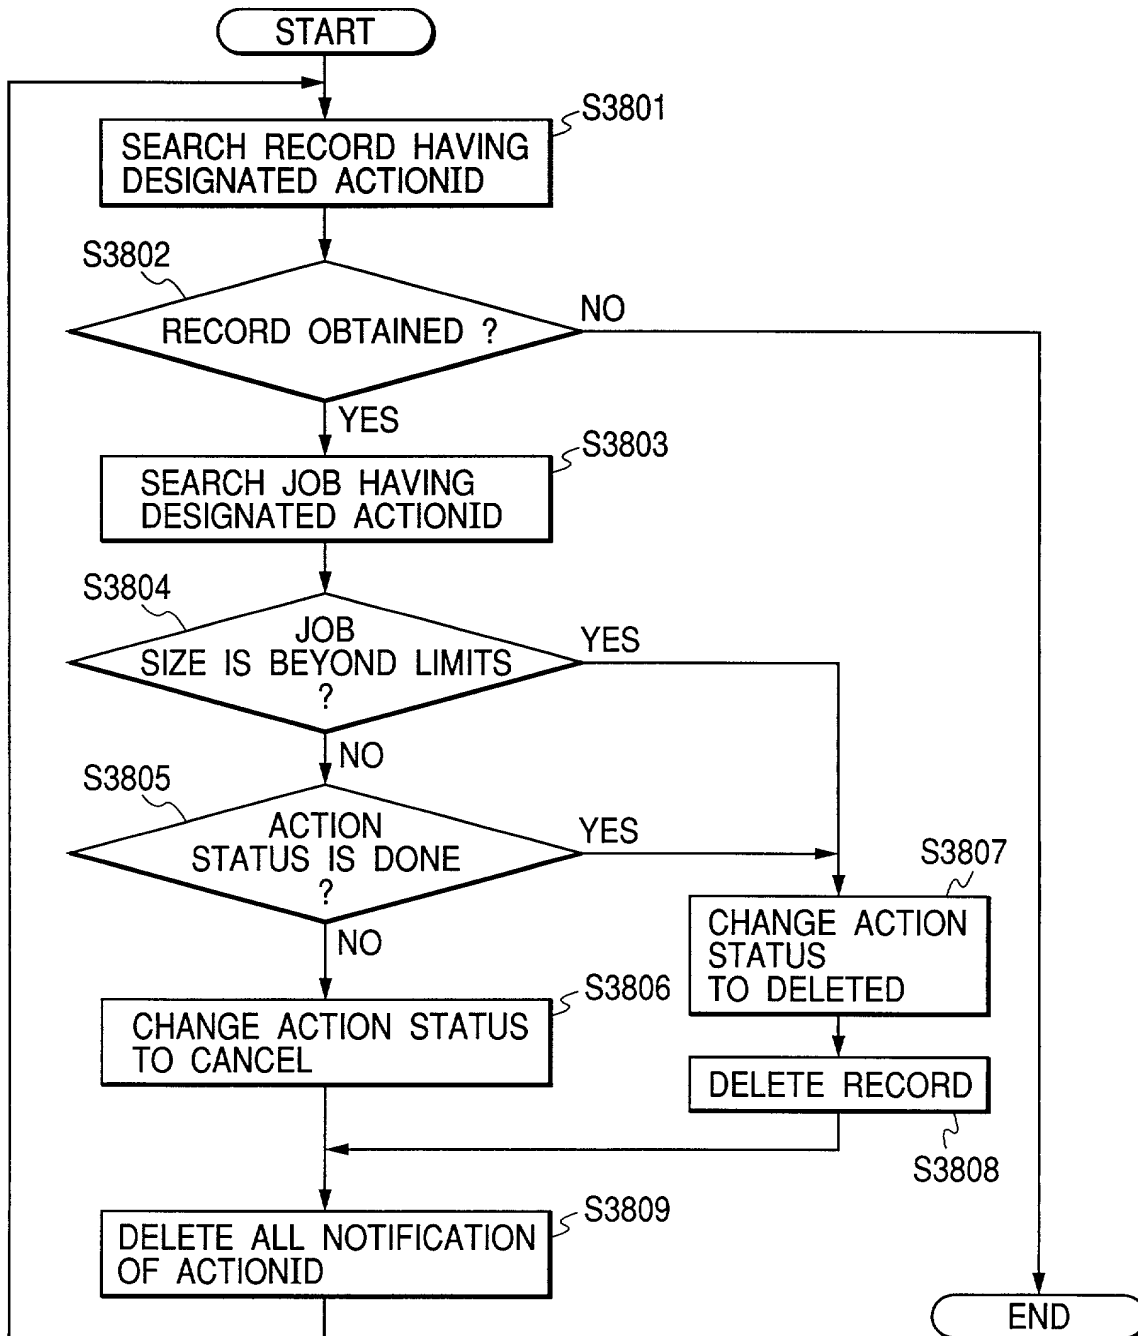 START
S3801
SEARCH RECORD HAVING
DESIGNATED ACTIONID
S3802
RECORD OBTAINED ?
NO
YES
S3803
SEARCH JOB HAVING
DESIGNATED ACTIONID
S3804
JOB
SIZE IS BEYOND LIMITS
?
YES
NO
S3805
ACTION
STATUS IS DONE
?
YES
NO
S3807
CHANGE ACTION
STATUS
TO DELETED
S3806
CHANGE ACTION STATUS
TO CANCEL
DELETE RECORD
S3808
S3809
DELETE ALL NOTIFICATION
OF ACTIONID
END